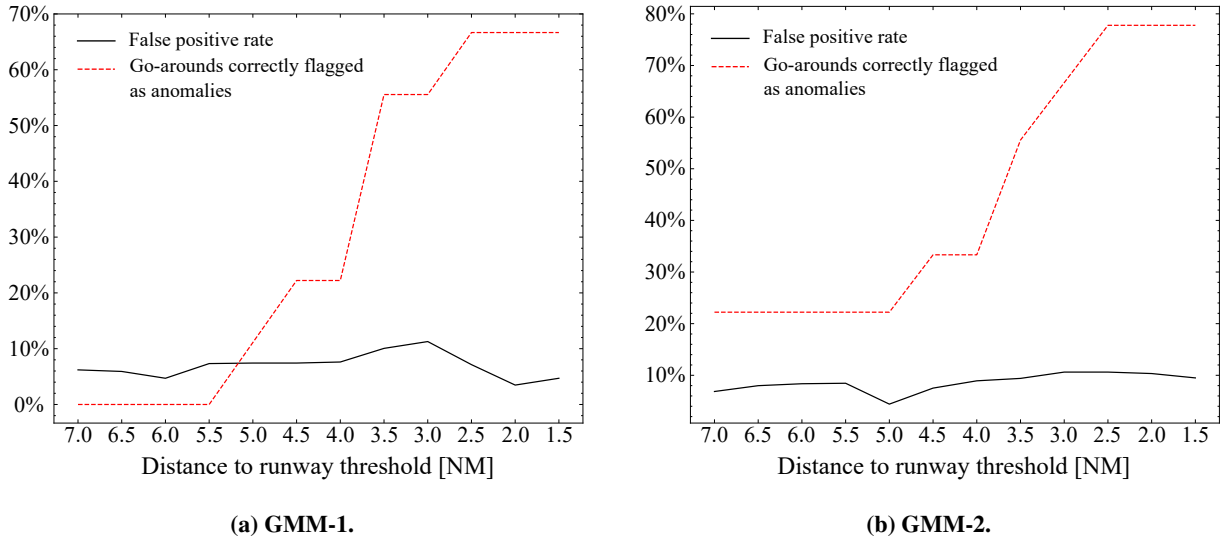 70%
60%
50%
40%
30%
20%
10%
0%
False positive rate
Go-arounds correctly flagged
as anomalies
7.0 6.5 6.0 5.5 5.0 4.5 4.0 3.5 3.0 2.5 2.0 1.5
Distance to runway threshold [NM]
(a) GMM-1.
80%
70%
60%
50%
40%
30%
20%
10%
False positive rate
Go-arounds correctly flagged
as anomalies
7.0 6.5 6.0 5.5 5.0 4.5 4.0 3.5 3.0 2.5 2.0 1.5
Distance to runway threshold [NM]
(b) GMM-2.